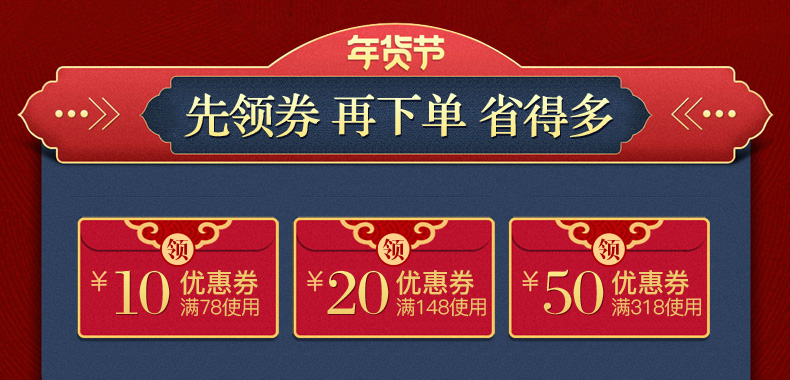 年货节
先领券 再下单 省得多
领
¥10 优惠券
满78使用
领
¥20 优惠券
满148使用
领
¥50 优惠券
满318使用